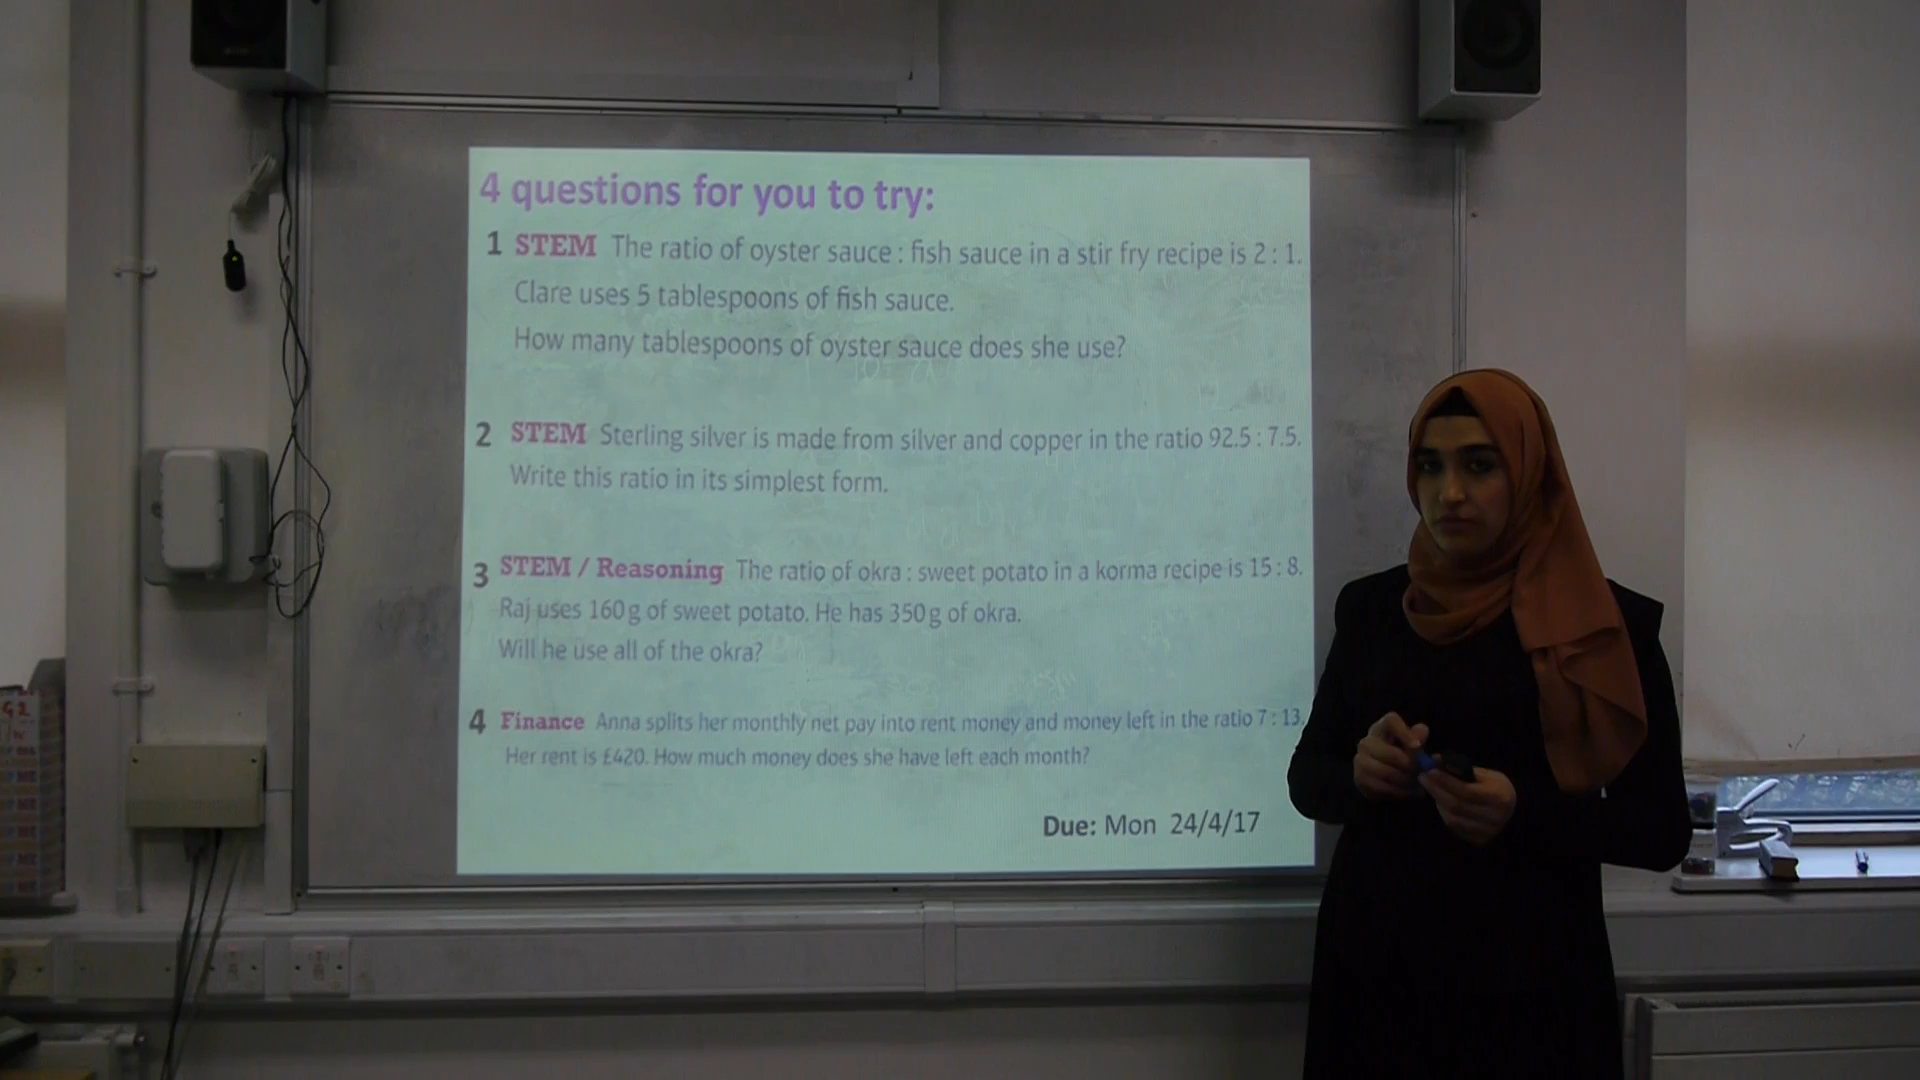 4 questions for you to try:
1 STEM The ratio of oyster sauce : fish sauce in a stir fry recipe is 2 : 1.
Clare uses 5 tablespoons of fish sauce.
How many tablespoons of oyster sauce does she use?
2 STEM Sterling silver is made from silver and copper in the ratio 92.5 : 7.5.
Write this ratio in its simplest form.
3 STEM / Reasoning The ratio of okra : sweet potato in a korma recipe is 15 : 8.
Raj uses 160 g of sweet potato. He has 350 g of okra.
Will he use all of the okra?
4 Finance Anna splits her monthly net pay into rent money and money left in the ratio 7 : 13.
Her rent is £420. How much money does she have left each month?
Due: Mon 24/4/17